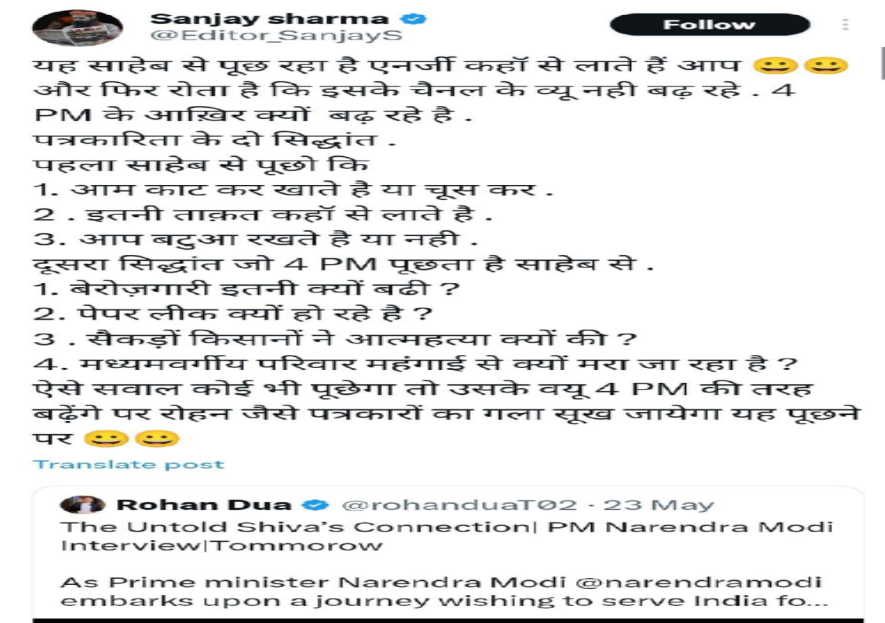 Sanjay sharma
Follow
@Editor_SanjayS
यह साहेब से पूछ रहा है एनर्जी कहाँ से लाते हैं आप 😀😀
और फिर रोता है कि इसके चैनल के व्यू नही बढ़ रहे . 4
PM के आख़िर क्यों बढ़ रहे है .
पत्रकारिता के दो सिद्धांत .
पहला साहेब से पूछो कि
1. आम काट कर खाते है या चूस कर .
2 . इतनी ताक़त कहाँ से लाते है .
3. आप बटुआ रखते है या नही .
दूसरा सिद्धांत जो 4 PM पूछता है साहेब से .
1. बेरोज़गारी इतनी क्यों बढी ?
2. पेपर लीक क्यों हो रहे है ?
3 . सैकड़ों किसानों ने आत्महत्या क्यों की ?
4. मध्यमवर्गीय परिवार महंगाई से क्यों मरा जा रहा है ?
ऐसे सवाल कोई भी पूछेगा तो उसके वयू 4 PM की तरह
बढ़ेंगे पर रोहन जैसे पत्रकारों का गला सूख जायेगा यह पूछने
पर 😀😀
Translate post
Rohan Dua @rohanduaT02 · 23 May
The Untold Shiva's Connection| PM Narendra Modi
Interview|Tommorow
As Prime minister Narendra Modi @narendramodi
embarks upon a journey wishing to serve India fo...